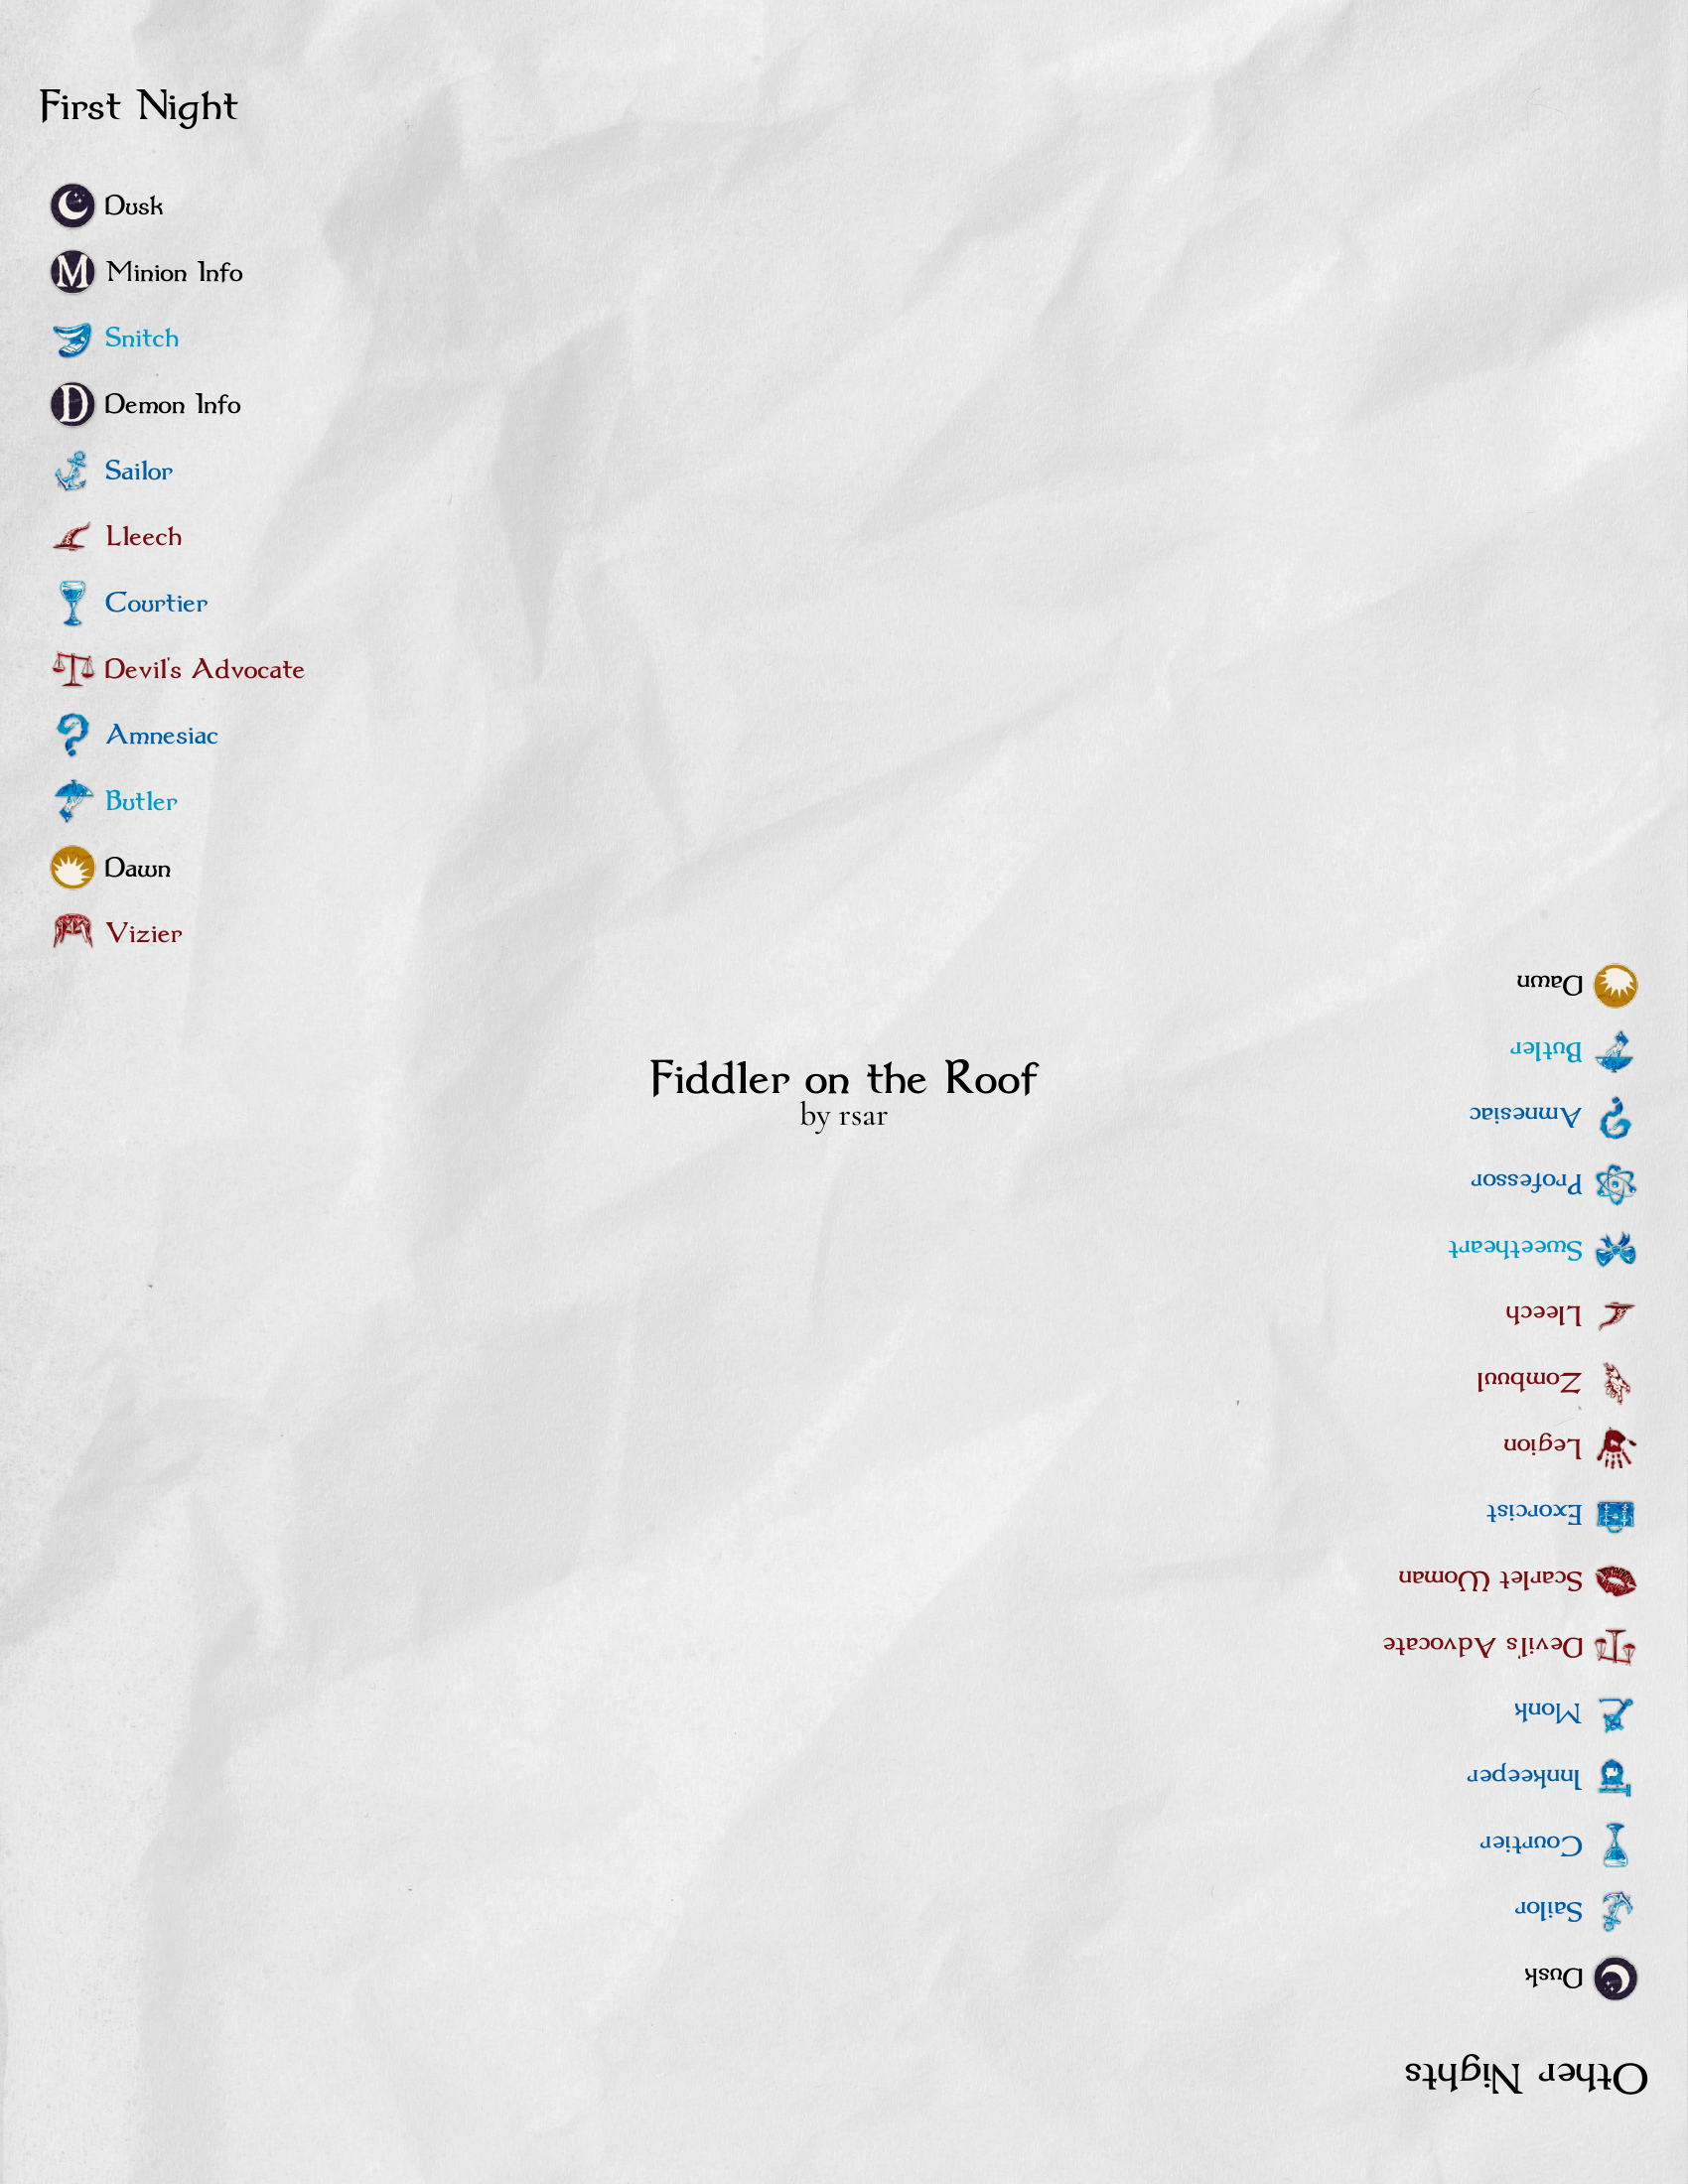 First Night
Dusk
Minion Info
Snitch
Demon Info
Sailor
Lleech
Courtier
Devil's Advocate
Amnesiac
Butler
Dawn
Vizier
Fiddler on the Roof
by rsar
Other Nights
Dusk
Sailor
Courtier
Innkeeper
Monk
Devil's Advocate
Scarlet Woman
Exorcist
Legion
Zombuul
Lleech
Sweetheart
Professor
Amnesiac
Butler
Dawn